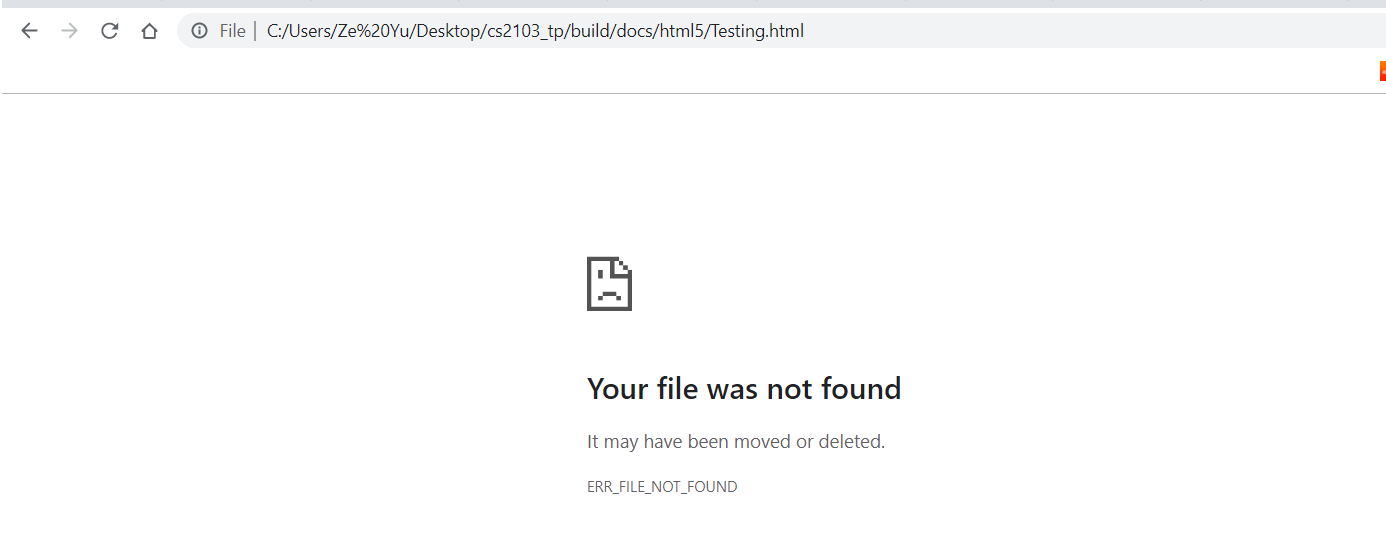 File | C:/Users/Ze%20Yu/Desktop/cs2103_tp/build/docs/html5/Testing.html
Your file was not found
It may have been moved or deleted.
ERR_FILE_NOT_FOUND